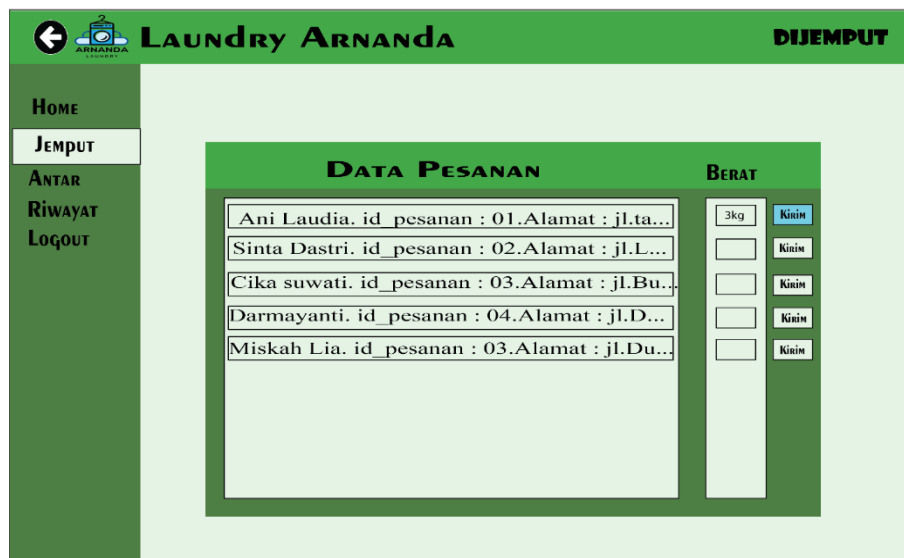 ARNANDA
LAUNDRY
Laundry Arnanda
DIJEMPUT
Home
Jemput
Antar
Riwayat
Logout
Data Pesanan
Berat
Ani Laudia. id_pesanan : 01.Alamat : jl.ta...
3kg
Kirim
Sinta Dastri. id_pesanan : 02.Alamat : jl.L...
Kirim
Cika suwati. id_pesanan : 03.Alamat : jl.Bu...
Kirim
Darmayanti. id_pesanan : 04.Alamat : jl.D...
Kirim
Miskah Lia. id_pesanan : 03.Alamat : jl.Du...
Kirim